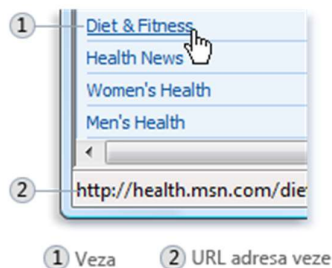 1 Diet & Fitness
Health News
Women's Health
Men's Health
2 http://health.msn.com/die
1 Veza 2 URL adresa veze